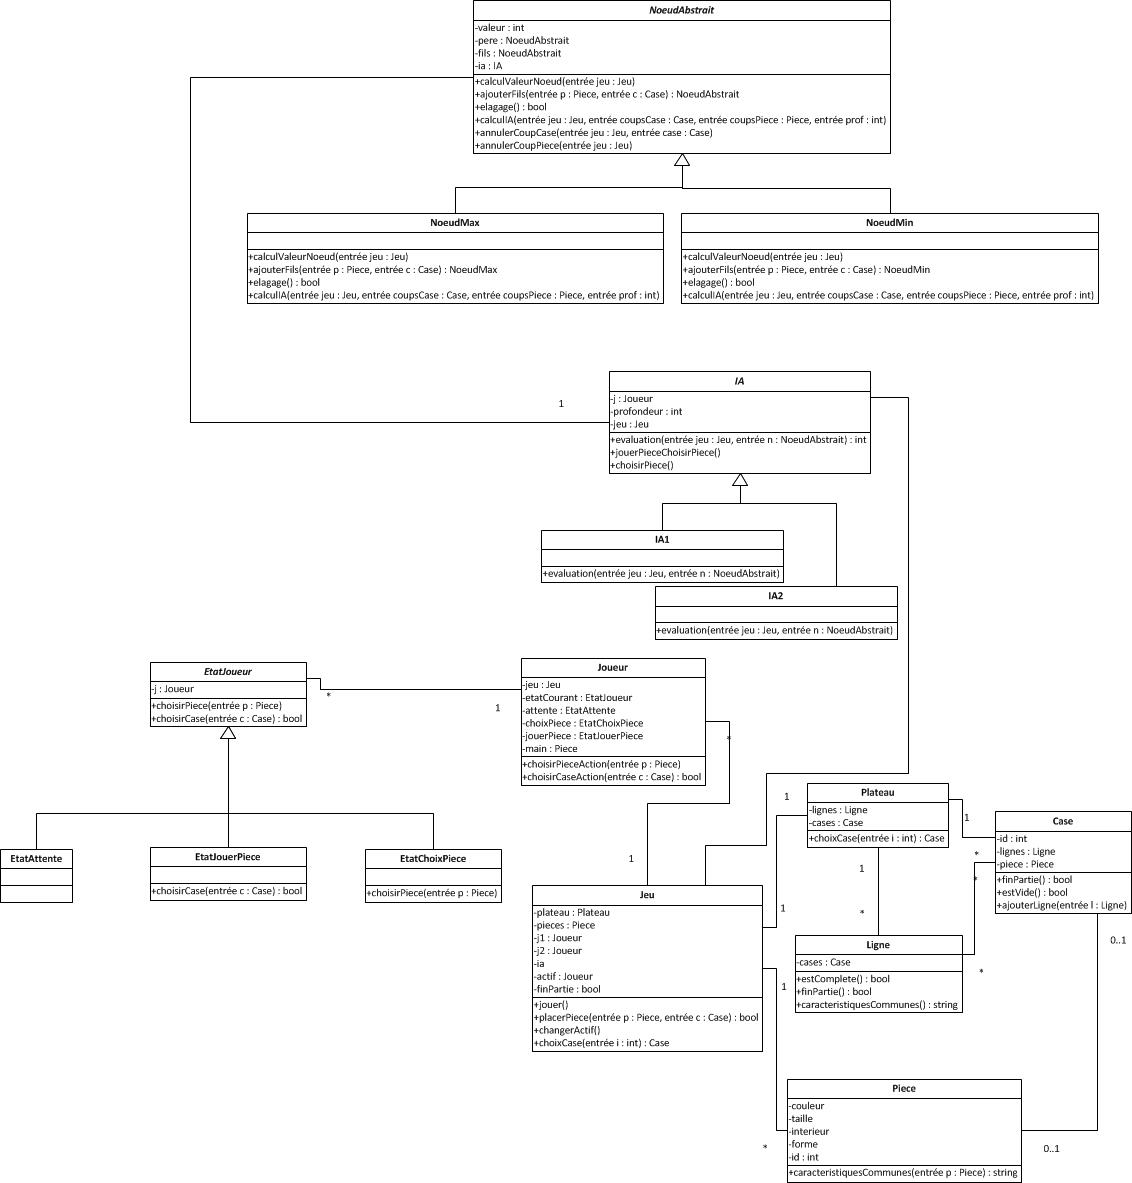 NoeudAbstrait
-valeur : int
-pere : NoeudAbstrait
-fils : NoeudAbstrait
-ia : IA
+calculValeurNoeud(entrée jeu : Jeu)
+ajouterFils(entrée p : Piece, entrée c : Case) : NoeudAbstrait
+elagage() : bool
+calculIA(entrée jeu : Jeu, entrée coupsCase : Case, entrée coupsPiece : Piece, entrée prof : int)
+annulerCoupCase(entrée jeu : Jeu, entrée case : Case)
+annulerCoupPiece(entrée jeu : Jeu)
NoeudMax
+calculValeurNoeud(entrée jeu : Jeu)
+ajouterFils(entrée p : Piece, entrée c : Case) : NoeudMax
+elagage() : bool
+calculIA(entrée jeu : Jeu, entrée coupsCase : Case, entrée coupsPiece : Piece, entrée prof : int)
NoeudMin
+calculValeurNoeud(entrée jeu : Jeu)
+ajouterFils(entrée p : Piece, entrée c : Case) : NoeudMin
+elagage() : bool
+calculIA(entrée jeu : Jeu, entrée coupsCase : Case, entrée coupsPiece : Piece, entrée prof : int)
1
IA
-j : Joueur
-profondeur : int
-jeu : Jeu
+evaluation(entrée jeu : Jeu, entrée n : NoeudAbstrait) : int
+jouerPieceChoisirPiece()
+choisirPiece()
IA1
+evaluation(entrée jeu : Jeu, entrée n : NoeudAbstrait)
IA2
+evaluation(entrée jeu : Jeu, entrée n : NoeudAbstrait)
EtatJoueur
-j : Joueur
+choisirPiece(entrée p : Piece)
+choisirCase(entrée c : Case) : bool
*
1
Joueur
-jeu : Jeu
-etatCourant : EtatJoueur
-attente : EtatAttente
-choixPiece : EtatChoixPiece
-jouerPiece : EtatJouerPiece
-main : Piece
+choisirPieceAction(entrée p : Piece)
+choisirCaseAction(entrée c : Case) : bool
*
1
EtatAttente
EtatJouerPiece
+choisirCase(entrée c : Case) : bool
EtatChoixPiece
+choisirPiece(entrée p : Piece)
1
Plateau
-lignes : Ligne
-cases : Case
+choixCase(entrée i : int) : Case
1
*
Case
-id : int
-lignes : Ligne
-piece : Piece
+finPartie() : bool
+estVide() : bool
+ajouterLigne(entrée l : Ligne)
*
1
*
Jeu
-plateau : Plateau
-pieces : Piece
-j1 : Joueur
-j2 : Joueur
-ia
-actif : Joueur
-finPartie : bool
+jouer()
+placerPiece(entrée p : Piece, entrée c : Case) : bool
+changerActif()
+choixCase(entrée i : int) : Case
1
1
Ligne
-cases : Case
+estComplete() : bool
+finPartie() : bool
+caracteristiquesCommunes() : string
*
0..1
Piece
-couleur
-taille
-interieur
-forme
-id : int
+caracteristiquesCommunes(entrée p : Piece) : string
*
0..1